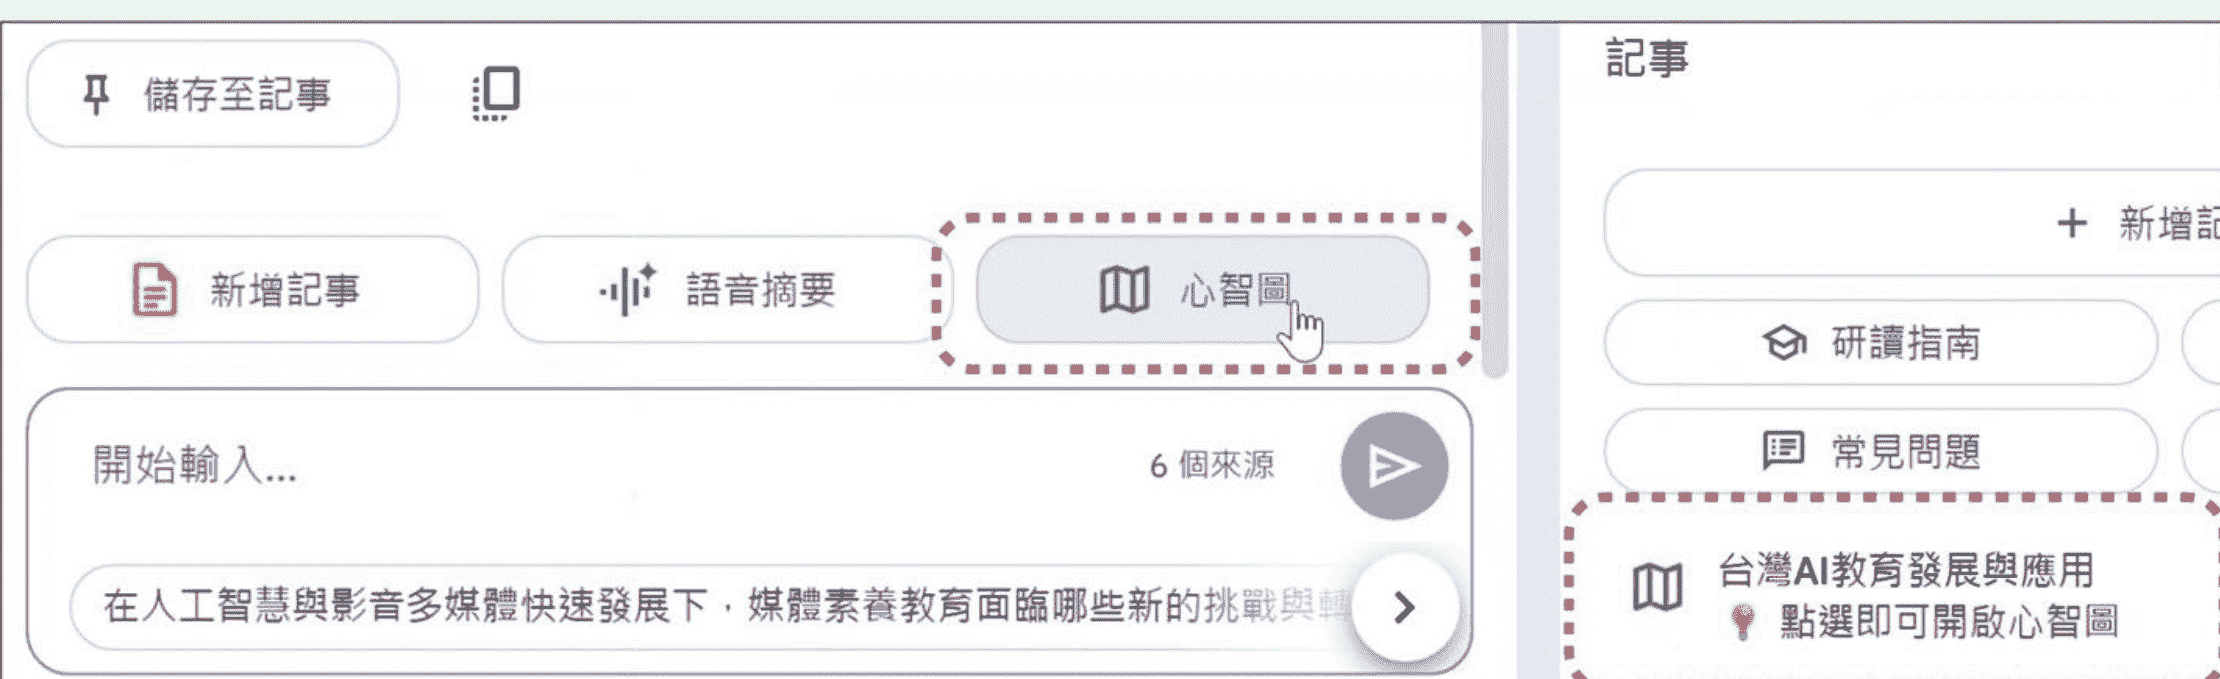 儲存至記事
新增記事
語音摘要
心智圖
開始輸入...
6 個來源
在人工智慧與影音多媒體快速發展下，媒體素養教育面臨哪些新的挑戰與轉
記事
+ 新增記
研讀指南
常見問題
台灣AI教育發展與應用
點選即可開啟心智圖